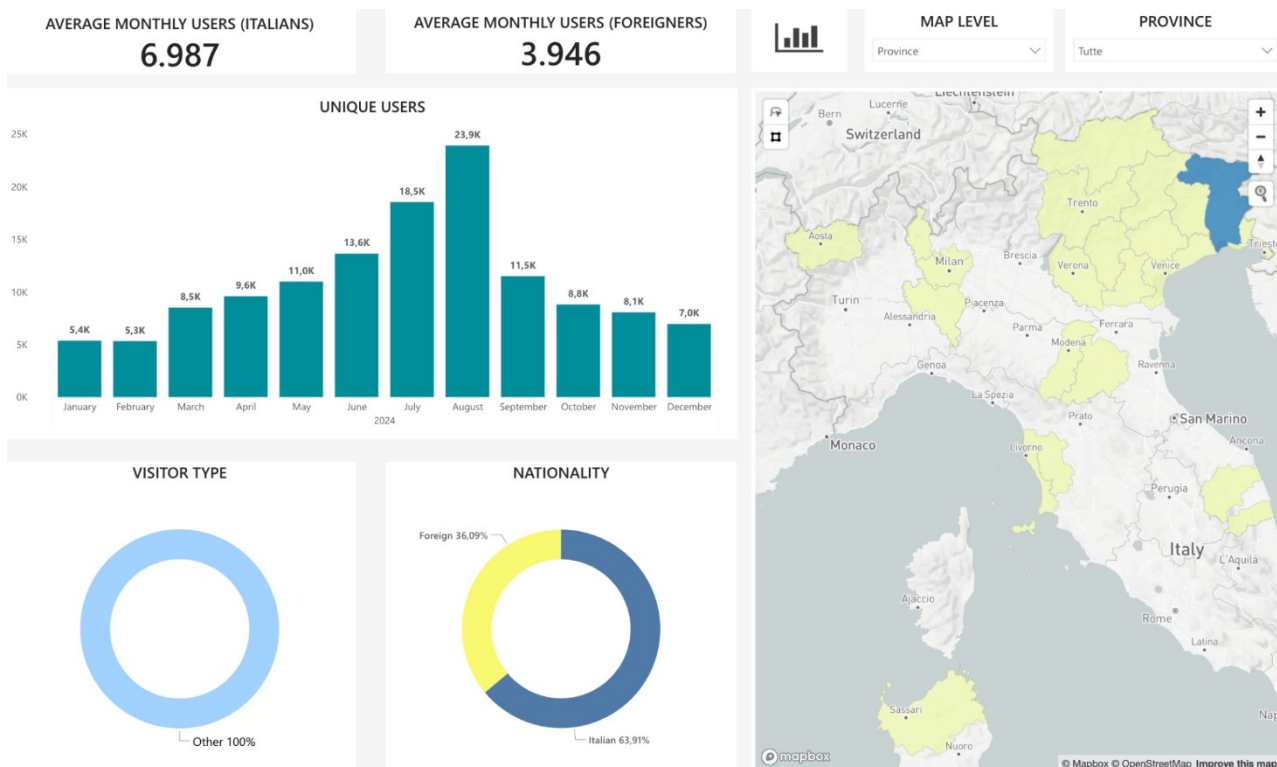 AVERAGE MONTHLY USERS (ITALIANS)
6.987
AVERAGE MONTHLY USERS (FOREIGNERS)
3.946
MAP LEVEL
Province
PROVINCE
Tutte
UNIQUE USERS
25K
20K
15K
10K
5K
0K
5,4K
5,3K
8,5K
9,6K
11,0K
13,6K
18,5K
23,9K
11,5K
8,8K
8,1K
7,0K
January
February
March
April
May
June
July
August
September
October
November
December
2024
VISITOR TYPE
Other 100%
NATIONALITY
Foreign 36,09%
Italian 63,91%
Liechtenstein
Lucerne
Bern
Switzerland
Trento
Aosta
Milan
Brescia
Verona
Venice
Trieste
Turin
Piacenza
Alessandria
Parma
Ferrara
Modena
Genoa
Ravenna
La Spezia
Prato
San Marino
Monaco
Livorno
Ancona
Perugia
Italy
L'Aquila
Ajaccio
Rome
Latina
Sassari
Nap
Nuoro
mapbox
© Mapbox © OpenStreetMap Improve this map